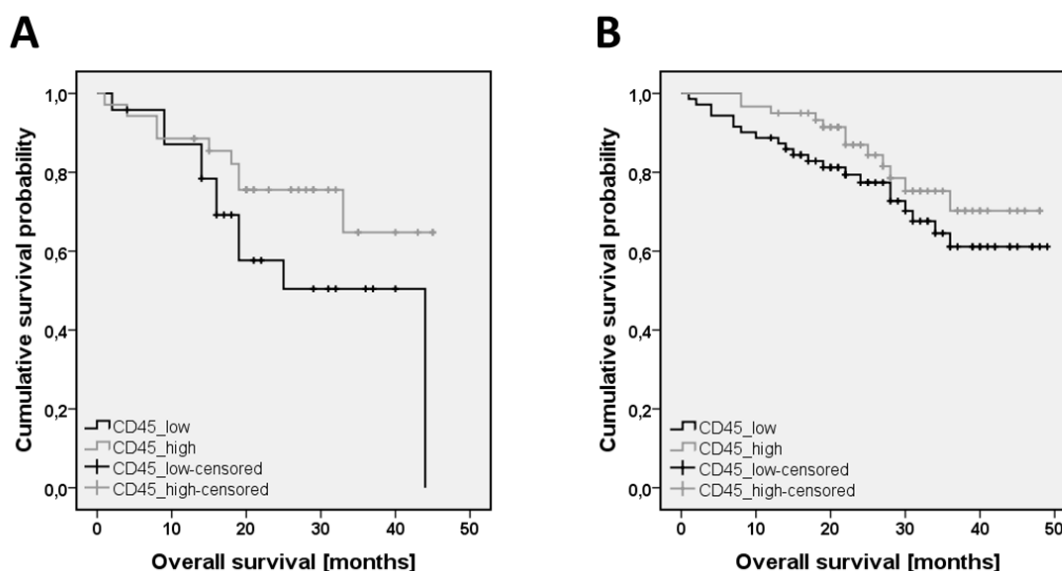 A
Cumulative survival probability
1,0
0,8
0,6
0,4
0,2
0,0
CD45_low
CD45_high
CD45_low-censored
CD45_high-censored
0 10 20 30 40 50
Overall survival [months]
B
Cumulative survival probability
1,0
0,8
0,6
0,4
0,2
0,0
CD45_low
CD45_high
CD45_low-censored
CD45_high-censored
0 10 20 30 40 50
Overall survival [months]